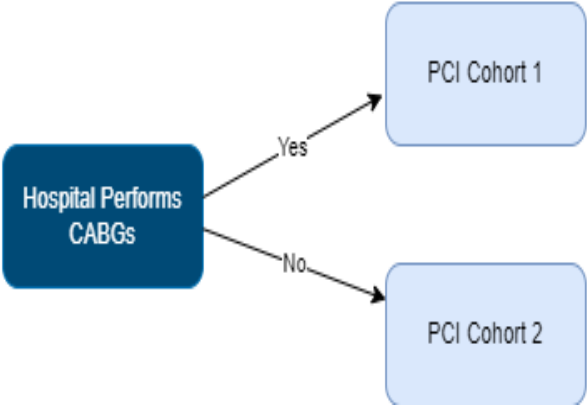 PCI Cohort 1
Yes
Hospital Performs
CABGs
No
PCI Cohort 2